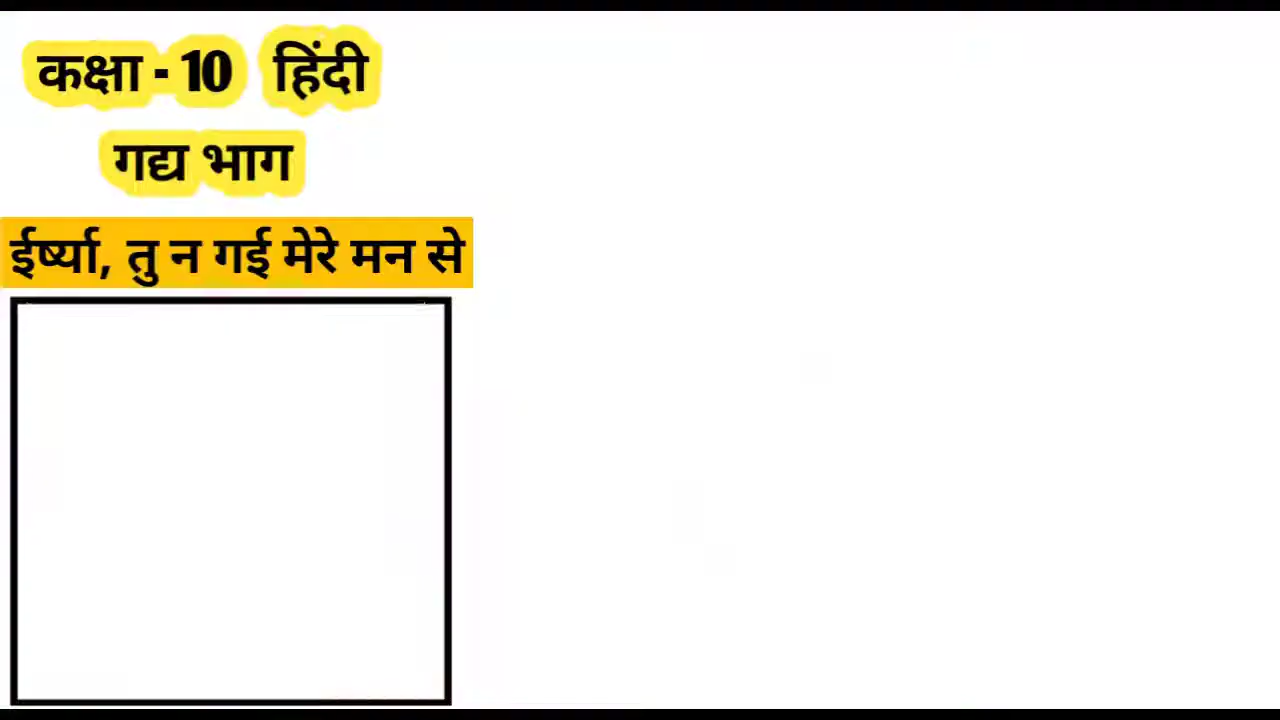 कक्षा - 10 हिंदी
गद्य भाग
ईर्ष्या, तु न गई मेरे मन से